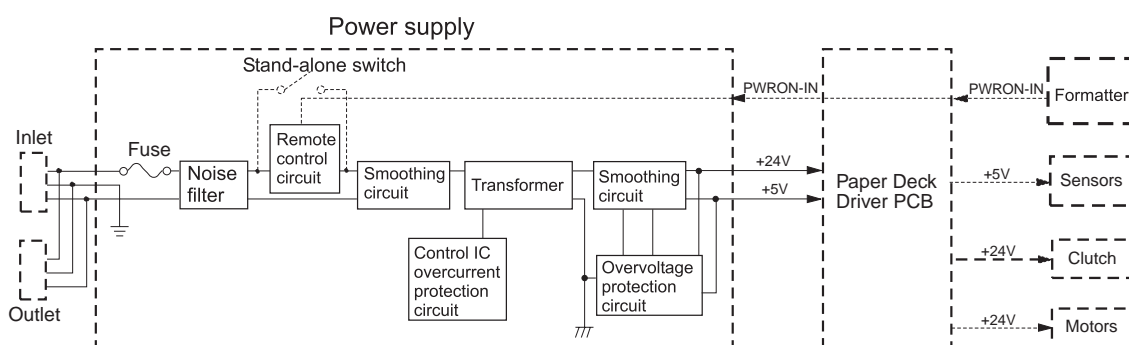 Power supply
Stand-alone switch
PWRON-IN
PWRON-IN
Formatter
Inlet
Fuse
Noise
filter
Remote
control
circuit
Smoothing
circuit
Transformer
Smoothing
circuit
+24V
+5V
Paper Deck
Driver PCB
+5V
Sensors
Control IC
overcurrent
protection
circuit
Overvoltage
protection
circuit
+24V
Clutch
Outlet
+24V
Motors